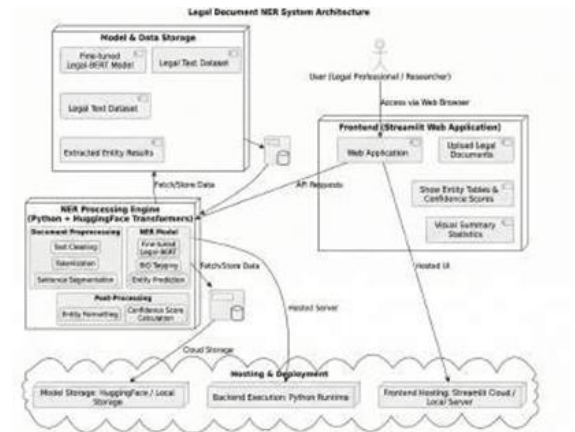 Legal Document NER System Architecture
Model & Data Storage
Fine-tuned
Legal-BERT Model
Legal Text Dataset
Legal Text Dataset
Extracted Entity Results
User (Legal Professional / Researcher)
Access via Web Browser
Frontend (Streamlit Web Application)
Web Application
Upload Legal
Documents
Show Entity Tables &
Confidence Scores
Visual Summary
Statistics
Fetch/Store Data
API Requests
NER Processing Engine
(Python + HuggingFace Transformers)
Document Preprocessing
Text Cleaning
Tokenization
Sentence Segmentation
NER Model
Fine-tuned
Legal-BERT
BIO Tagging
Entity Prediction
Post-Processing
Entity Formatting
Confidence Score
Calculation
Fetch/Store Data
Hosted UI
Hosted Server
Cloud Storage
Hosting & Deployment
Model Storage: HuggingFace / Local
Storage
Backend Execution: Python Runtime
Frontend Hosting: Streamlit Cloud /
Local Server